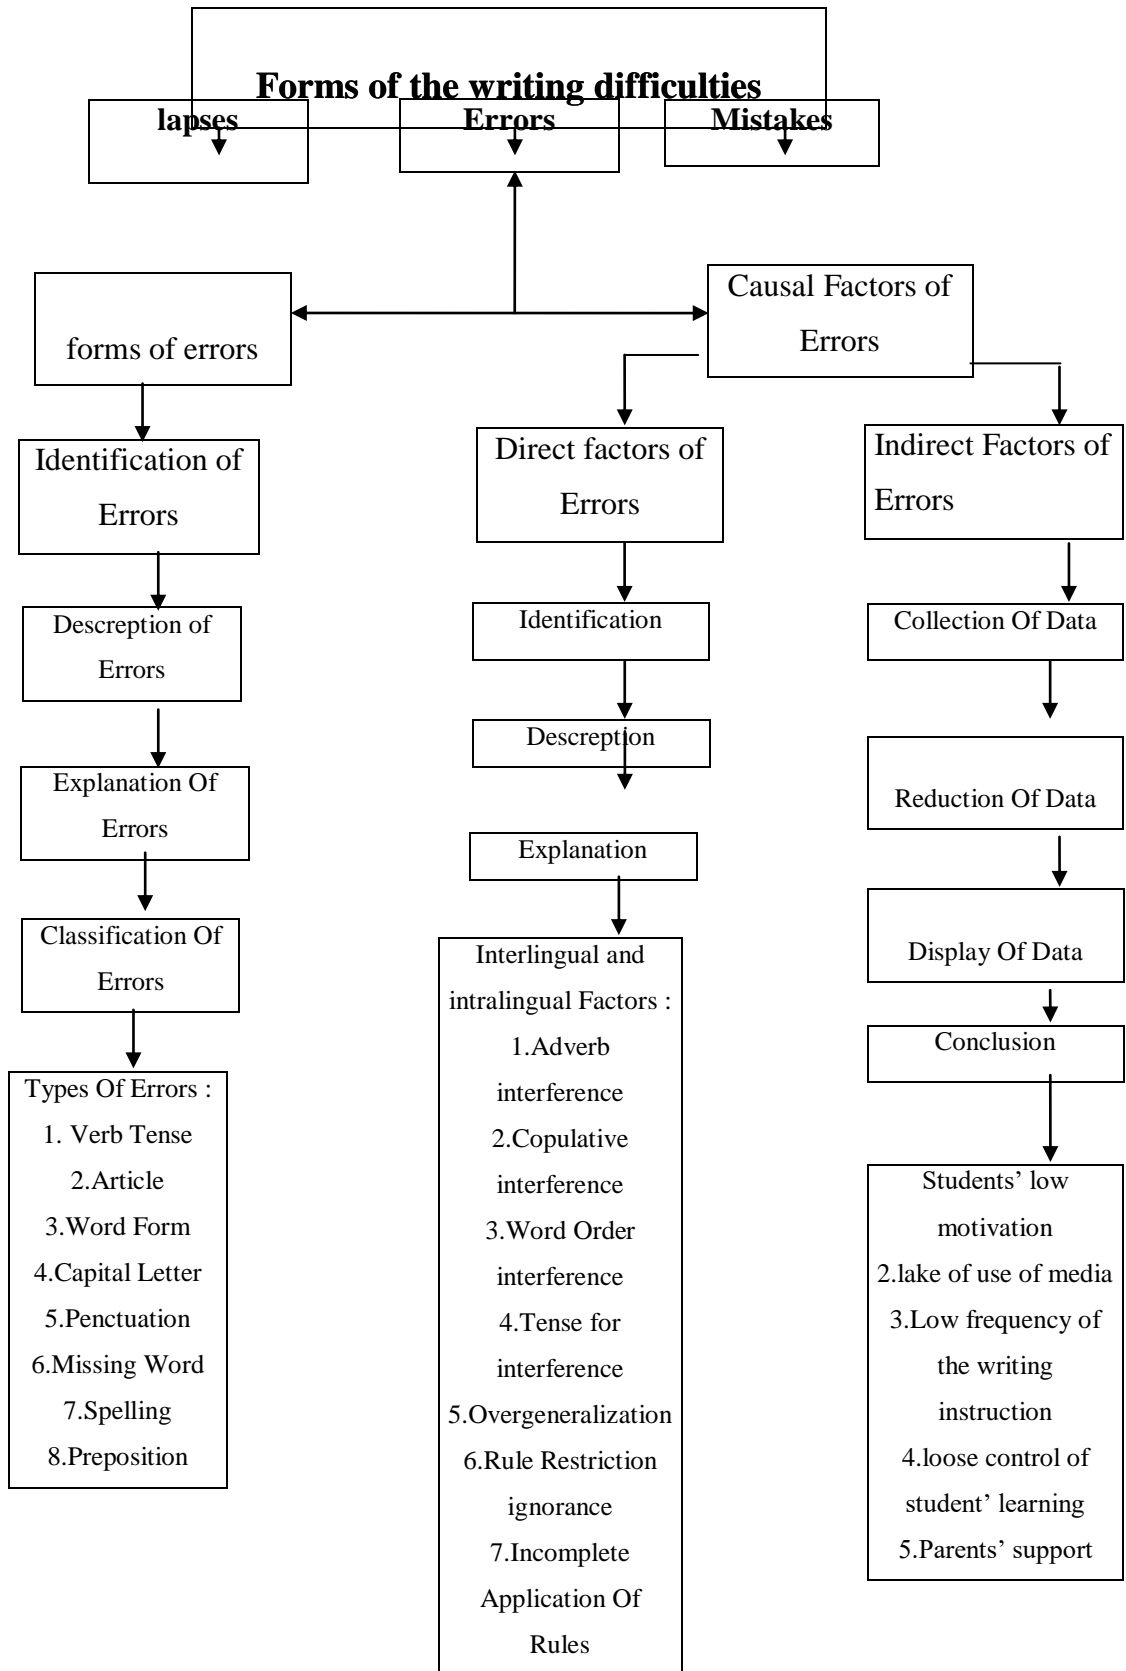 Forms of the writing difficulties
lapses
Errors
Mistakes
forms of errors
Causal Factors of
Errors
Identification of
Errors
Descreption of
Errors
Explanation Of
Errors
Classification Of
Errors
Types Of Errors :
1. Verb Tense
2.Article
3.Word Form
4.Capital Letter
5.Penctuation
6.Missing Word
7.Spelling
8.Preposition
Direct factors of
Errors
Identification
Descreption
Explanation
Interlingual and
intralingual Factors :
1.Adverb
interference
2.Copulative
interference
3.Word Order
interference
4.Tense for
interference
5.Overgeneralization
6.Rule Restriction
ignorance
7.Incomplete
Application Of
Rules
Indirect Factors of
Errors
Collection Of Data
Reduction Of Data
Display Of Data
Conclusion
Students’ low
motivation
2.lake of use of media
3.Low frequency of
the writing
instruction
4.loose control of
student’ learning
5.Parents’ support